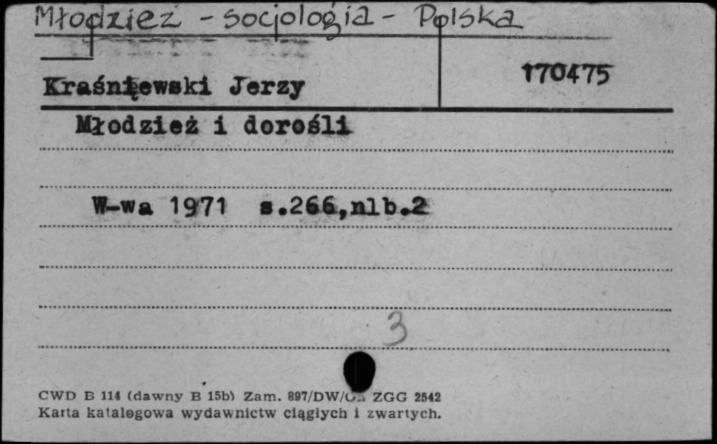 Młodzież - socjologia - Polska
170475
Kraśniewski Jerzy
Młodzież i dorośli
W-wa 1971 s.266,nlb.2
3
CWD B 114 (dawny B 15b) Zam. 897/DW/ ZGG 2542
Karta katalogowa wydawnictw ciągłych i zwartych.